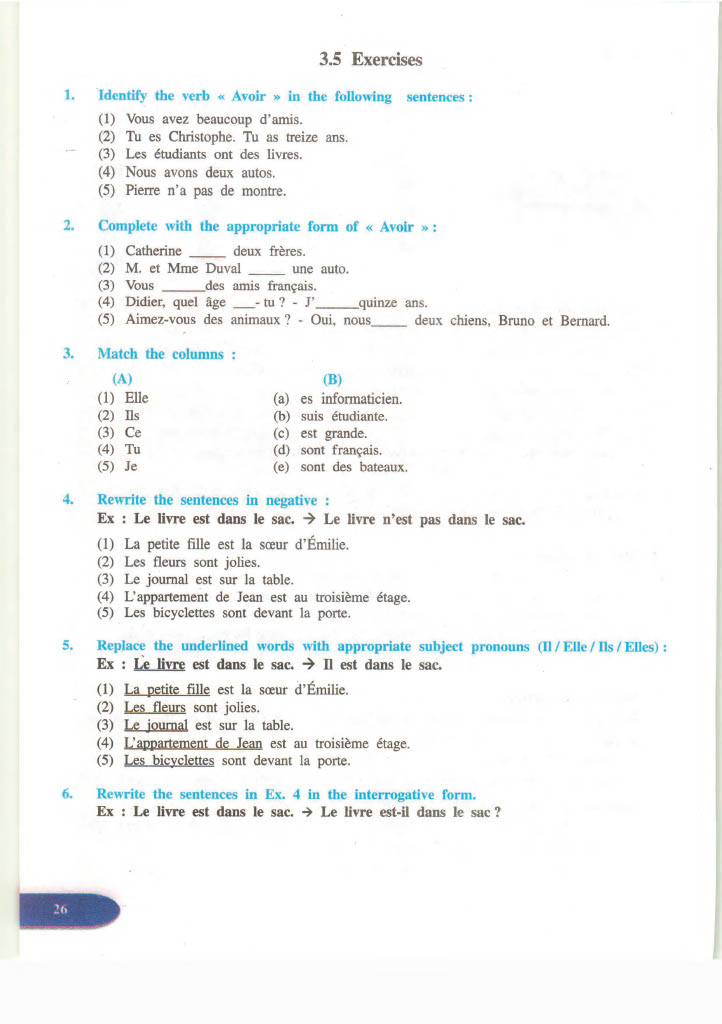 3.5 Exercises
1. Identify the verb « Avoir » in the following sentences :
(1) Vous avez beaucoup d'amis.
(2) Tu es Christophe. Tu as treize ans.
(3) Les étudiants ont des livres.
(4) Nous avons deux autos.
(5) Pierre n'a pas de montre.
2. Complete with the appropriate form of « Avoir » :
(1) Catherine _____ deux frères.
(2) M. et Mme Duval _____ une auto.
(3) Vous ______des amis français.
(4) Didier, quel âge ___- tu ? - J'______quinze ans.
(5) Aimez-vous des animaux ? - Oui, nous_____ deux chiens, Bruno et Bernard.
3. Match the columns :
(A) (B)
(1) Elle (a) es informaticien.
(2) Ils (b) suis étudiante.
(3) Ce (c) est grande.
(4) Tu (d) sont français.
(5) Je (e) sont des bateaux.
4. Rewrite the sentences in negative :
Ex : Le livre est dans le sac. → Le livre n'est pas dans le sac.
(1) La petite fille est la sœur d'Émilie.
(2) Les fleurs sont jolies.
(3) Le journal est sur la table.
(4) L'appartement de Jean est au troisième étage.
(5) Les bicyclettes sont devant la porte.
5. Replace the underlined words with appropriate subject pronouns (Il / Elle / Ils / Elles) :
Ex : Le livre est dans le sac. → Il est dans le sac.
(1) La petite fille est la sœur d'Émilie.
(2) Les fleurs sont jolies.
(3) Le journal est sur la table.
(4) L'appartement de Jean est au troisième étage.
(5) Les bicyclettes sont devant la porte.
6. Rewrite the sentences in Ex. 4 in the interrogative form.
Ex : Le livre est dans le sac. → Le livre est-il dans le sac ?
26